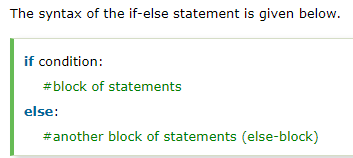 The syntax of the if-else statement is given below.
if condition:
#block of statements
else:
#another block of statements (else-block)